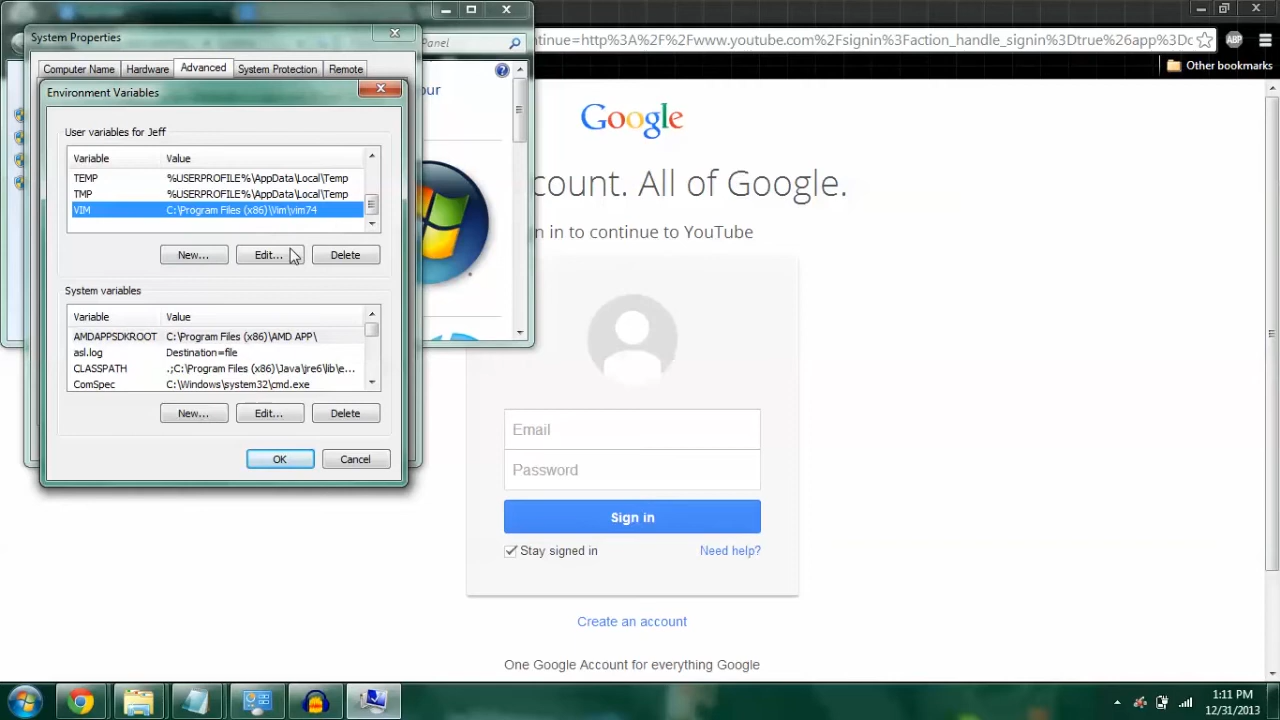 System Properties
Panel
ntinue=http%3A%2F%2Fwww.youtube.com%2Fsignin%3Faction_handle_signin%3Dtrue%26app%3Dc
ABP
Computer Name
Hardware
Advanced
System Protection
Remote
Other bookmarks
Environment Variables
our
User variables for Jeff
Google
Variable Value
TEMP %USERPROFILE%\AppData\Local\Temp
TMP %USERPROFILE%\AppData\Local\Temp
VIM C:\Program Files (x86)\Vim\vim74
count. All of Google.
n in to continue to YouTube
New... Edit... Delete
System variables
Variable Value
AMDAPPSDKROOT C:\Program Files (x86)\AMD APP\
asl.log Destination=file
CLASSPATH .;C:\Program Files (x86)\Java\jre6\lib\e...
ComSpec C:\Windows\system32\cmd.exe
New... Edit... Delete
OK Cancel
Email
Password
Sign in
Stay signed in
Need help?
Create an account
One Google Account for everything Google
1:11 PM
12/31/2013